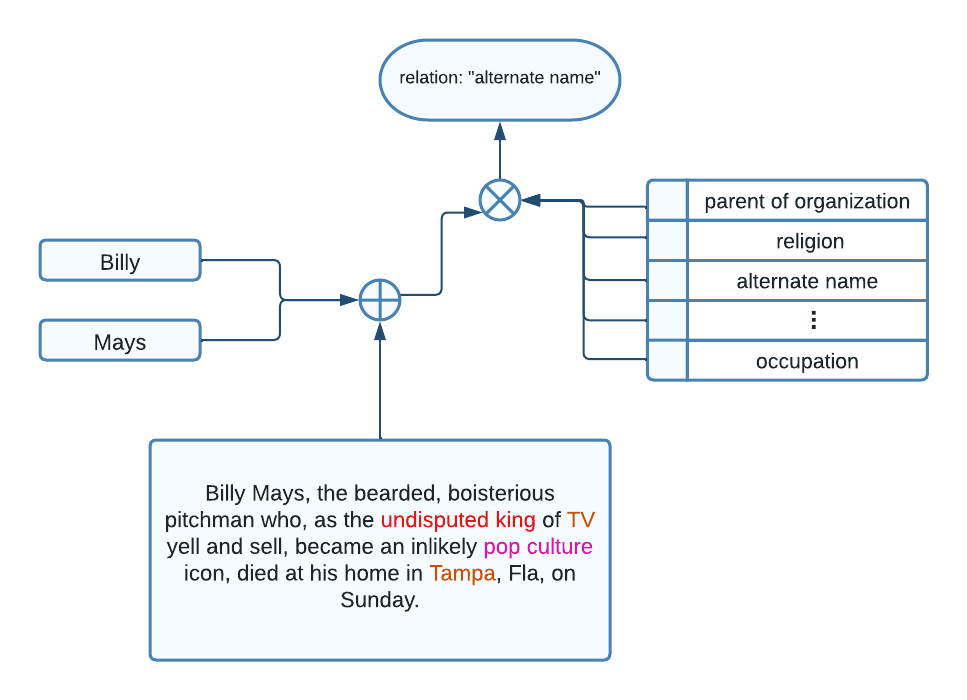 relation: "alternate name"
parent of organization
religion
alternate name
⋮
occupation
Billy
Mays
Billy Mays, the bearded, boisterious
pitchman who, as the undisputed king of TV
yell and sell, became an inlikely pop culture
icon, died at his home in Tampa, Fla, on
Sunday.